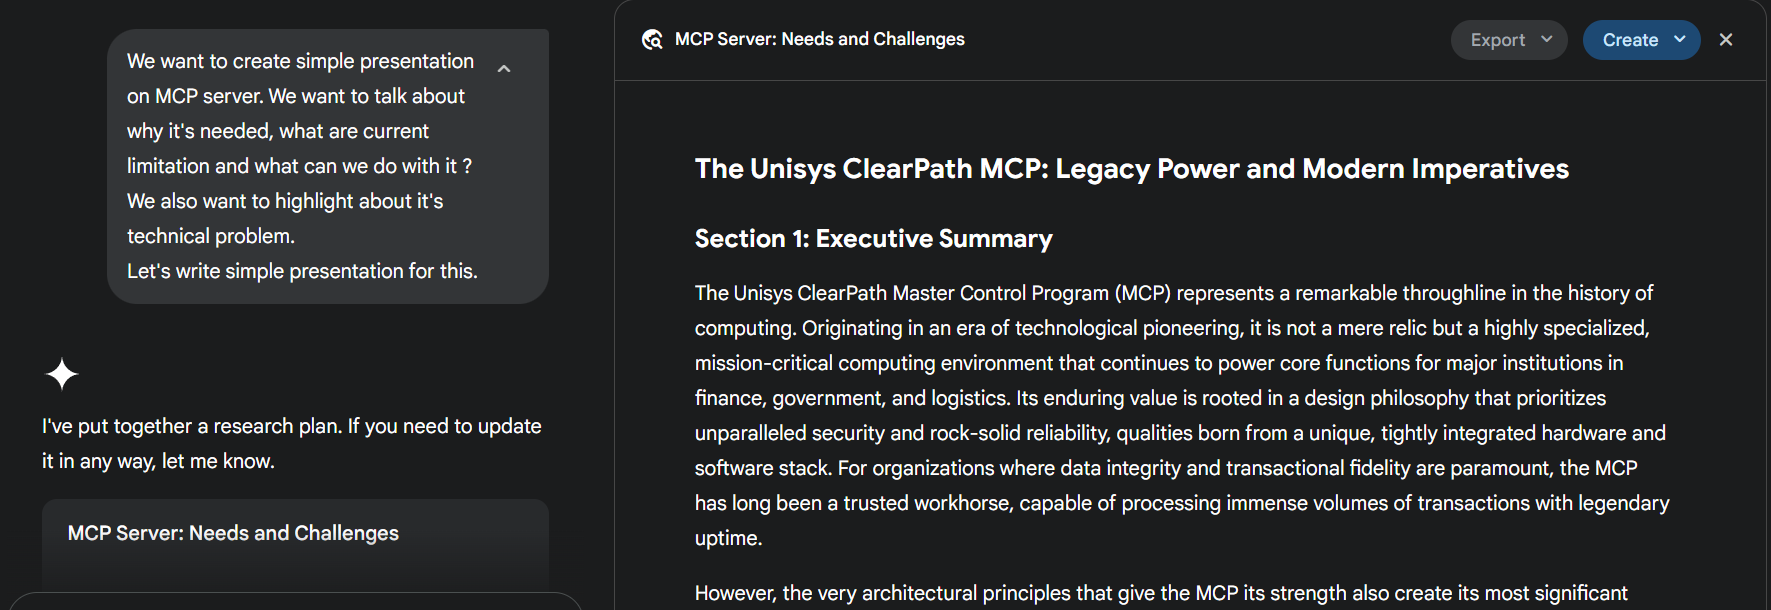 We want to create simple presentation
on MCP server. We want to talk about
why it's needed, what are current
limitation and what can we do with it ?
We also want to highlight about it's
technical problem.
Let's write simple presentation for this.
I've put together a research plan. If you need to update
it in any way, let me know.
MCP Server: Needs and Challenges
MCP Server: Needs and Challenges
Export
Create
The Unisys ClearPath MCP: Legacy Power and Modern Imperatives
Section 1: Executive Summary
The Unisys ClearPath Master Control Program (MCP) represents a remarkable throughline in the history of
computing. Originating in an era of technological pioneering, it is not a mere relic but a highly specialized,
mission-critical computing environment that continues to power core functions for major institutions in
finance, government, and logistics. Its enduring value is rooted in a design philosophy that prioritizes
unparalleled security and rock-solid reliability, qualities born from a unique, tightly integrated hardware and
software stack. For organizations where data integrity and transactional fidelity are paramount, the MCP
has long been a trusted workhorse, capable of processing immense volumes of transactions with legendary
uptime.
However, the very architectural principles that give the MCP its strength also create its most significant